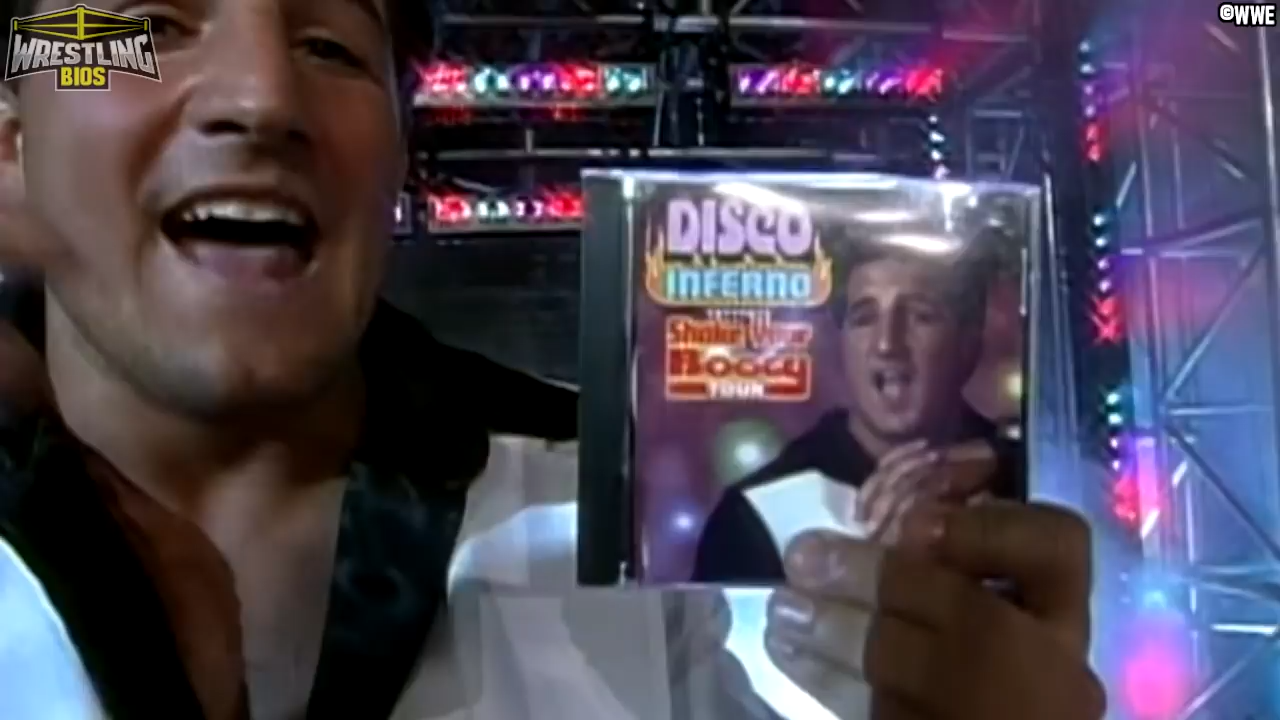 WRESTLING
BIOS
©WWE
DISCO
INFERNO
Shake Your
Booty
TOUR